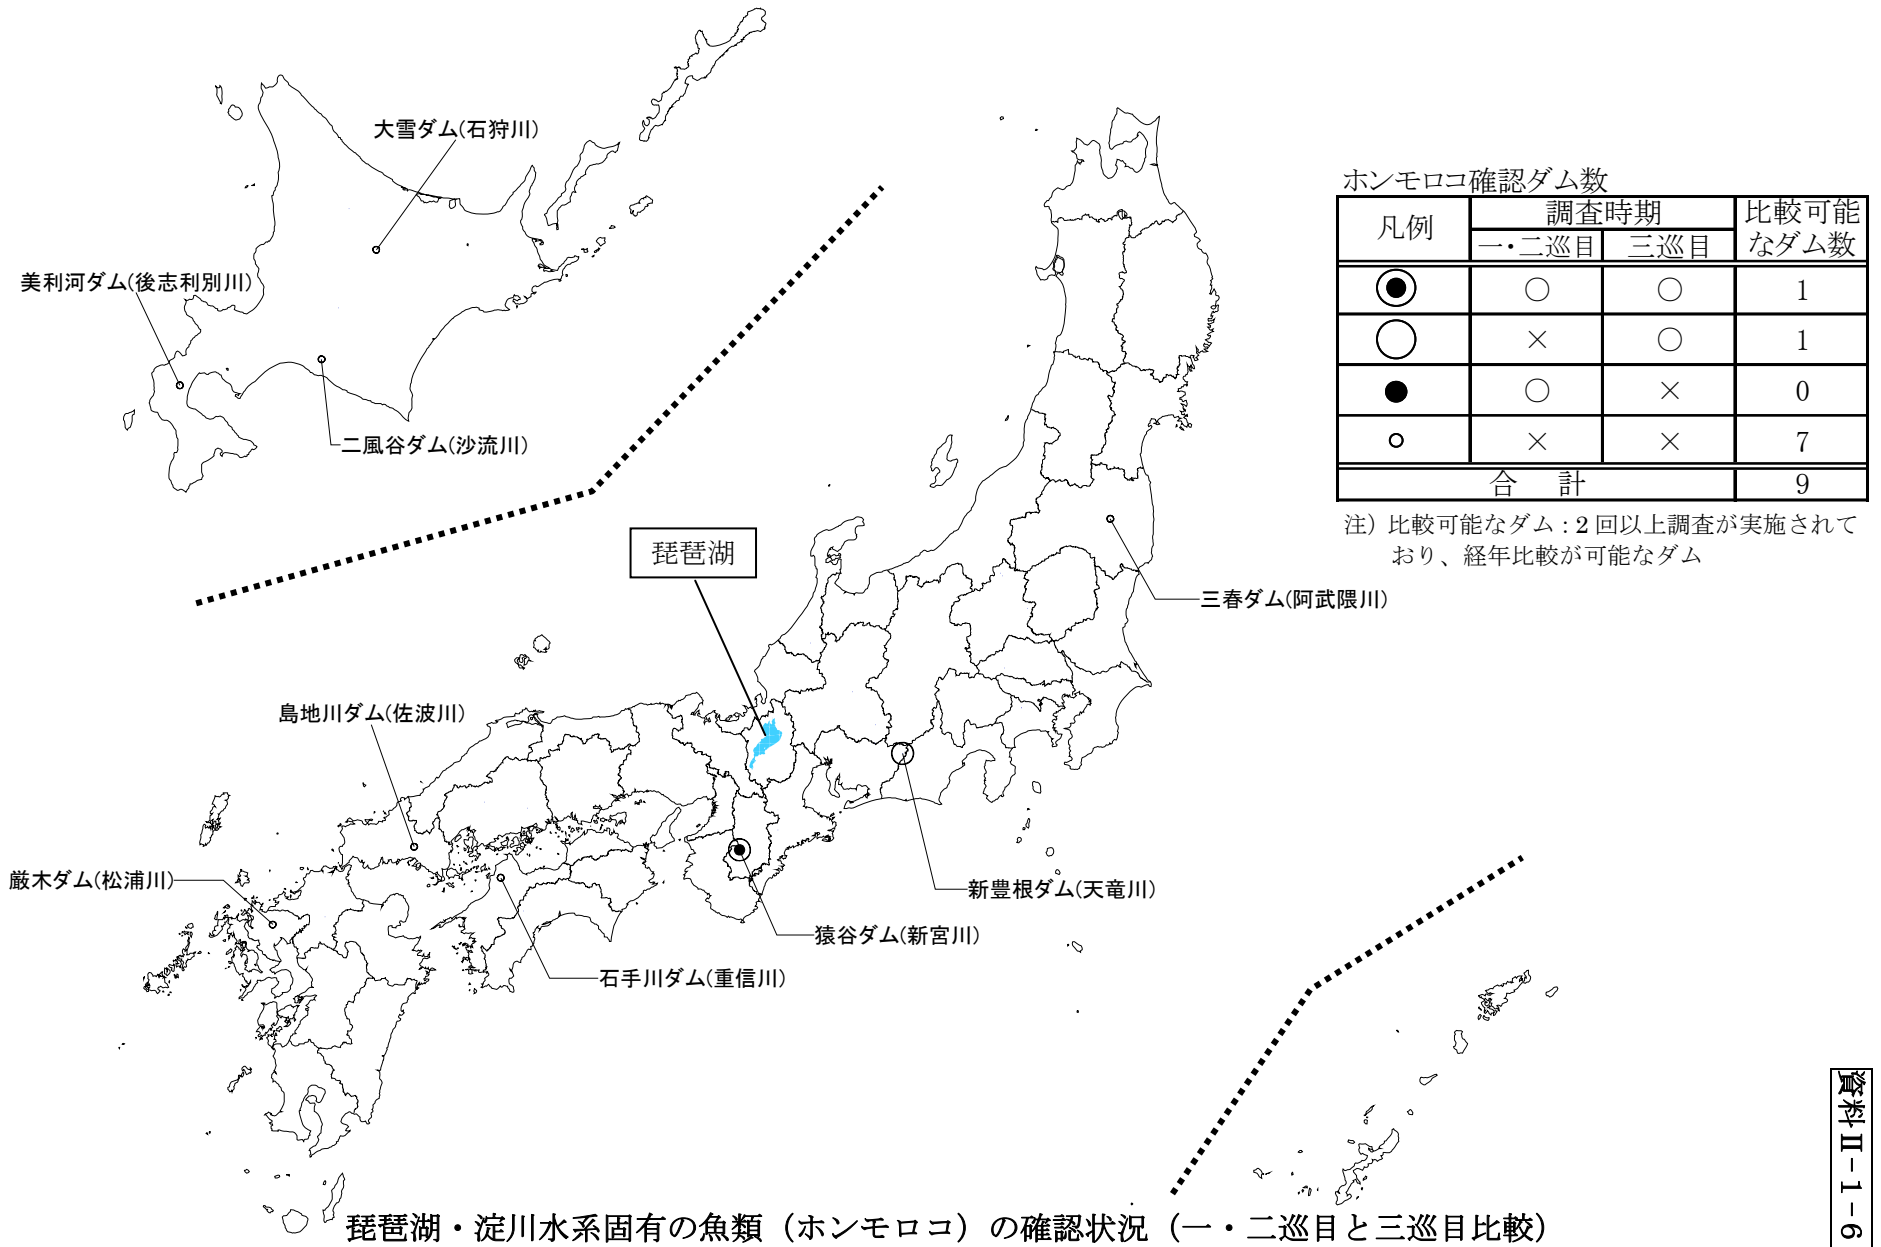 大雪ダム(石狩川)
美利河ダム(後志利別川)
二風谷ダム(沙流川)
ホンモロコ確認ダム数
凡例 調査時期 比較可能なダム数
一・二巡目 三巡目
○ ○ 1
× ○ 1
○ × 0
× × 7
合 計 9
注) 比較可能なダム : 2 回以上調査が実施されて
おり、経年比較が可能なダム
琵琶湖
三春ダム(阿武隈川)
島地川ダム(佐波川)
厳木ダム(松浦川)
新豊根ダム(天竜川)
猿谷ダム(新宮川)
石手川ダム(重信川)
資料Ⅱ－1－6
琵琶湖・淀川水系固有の魚類（ホンモロコ）の確認状況（一・二巡目と三巡目比較）